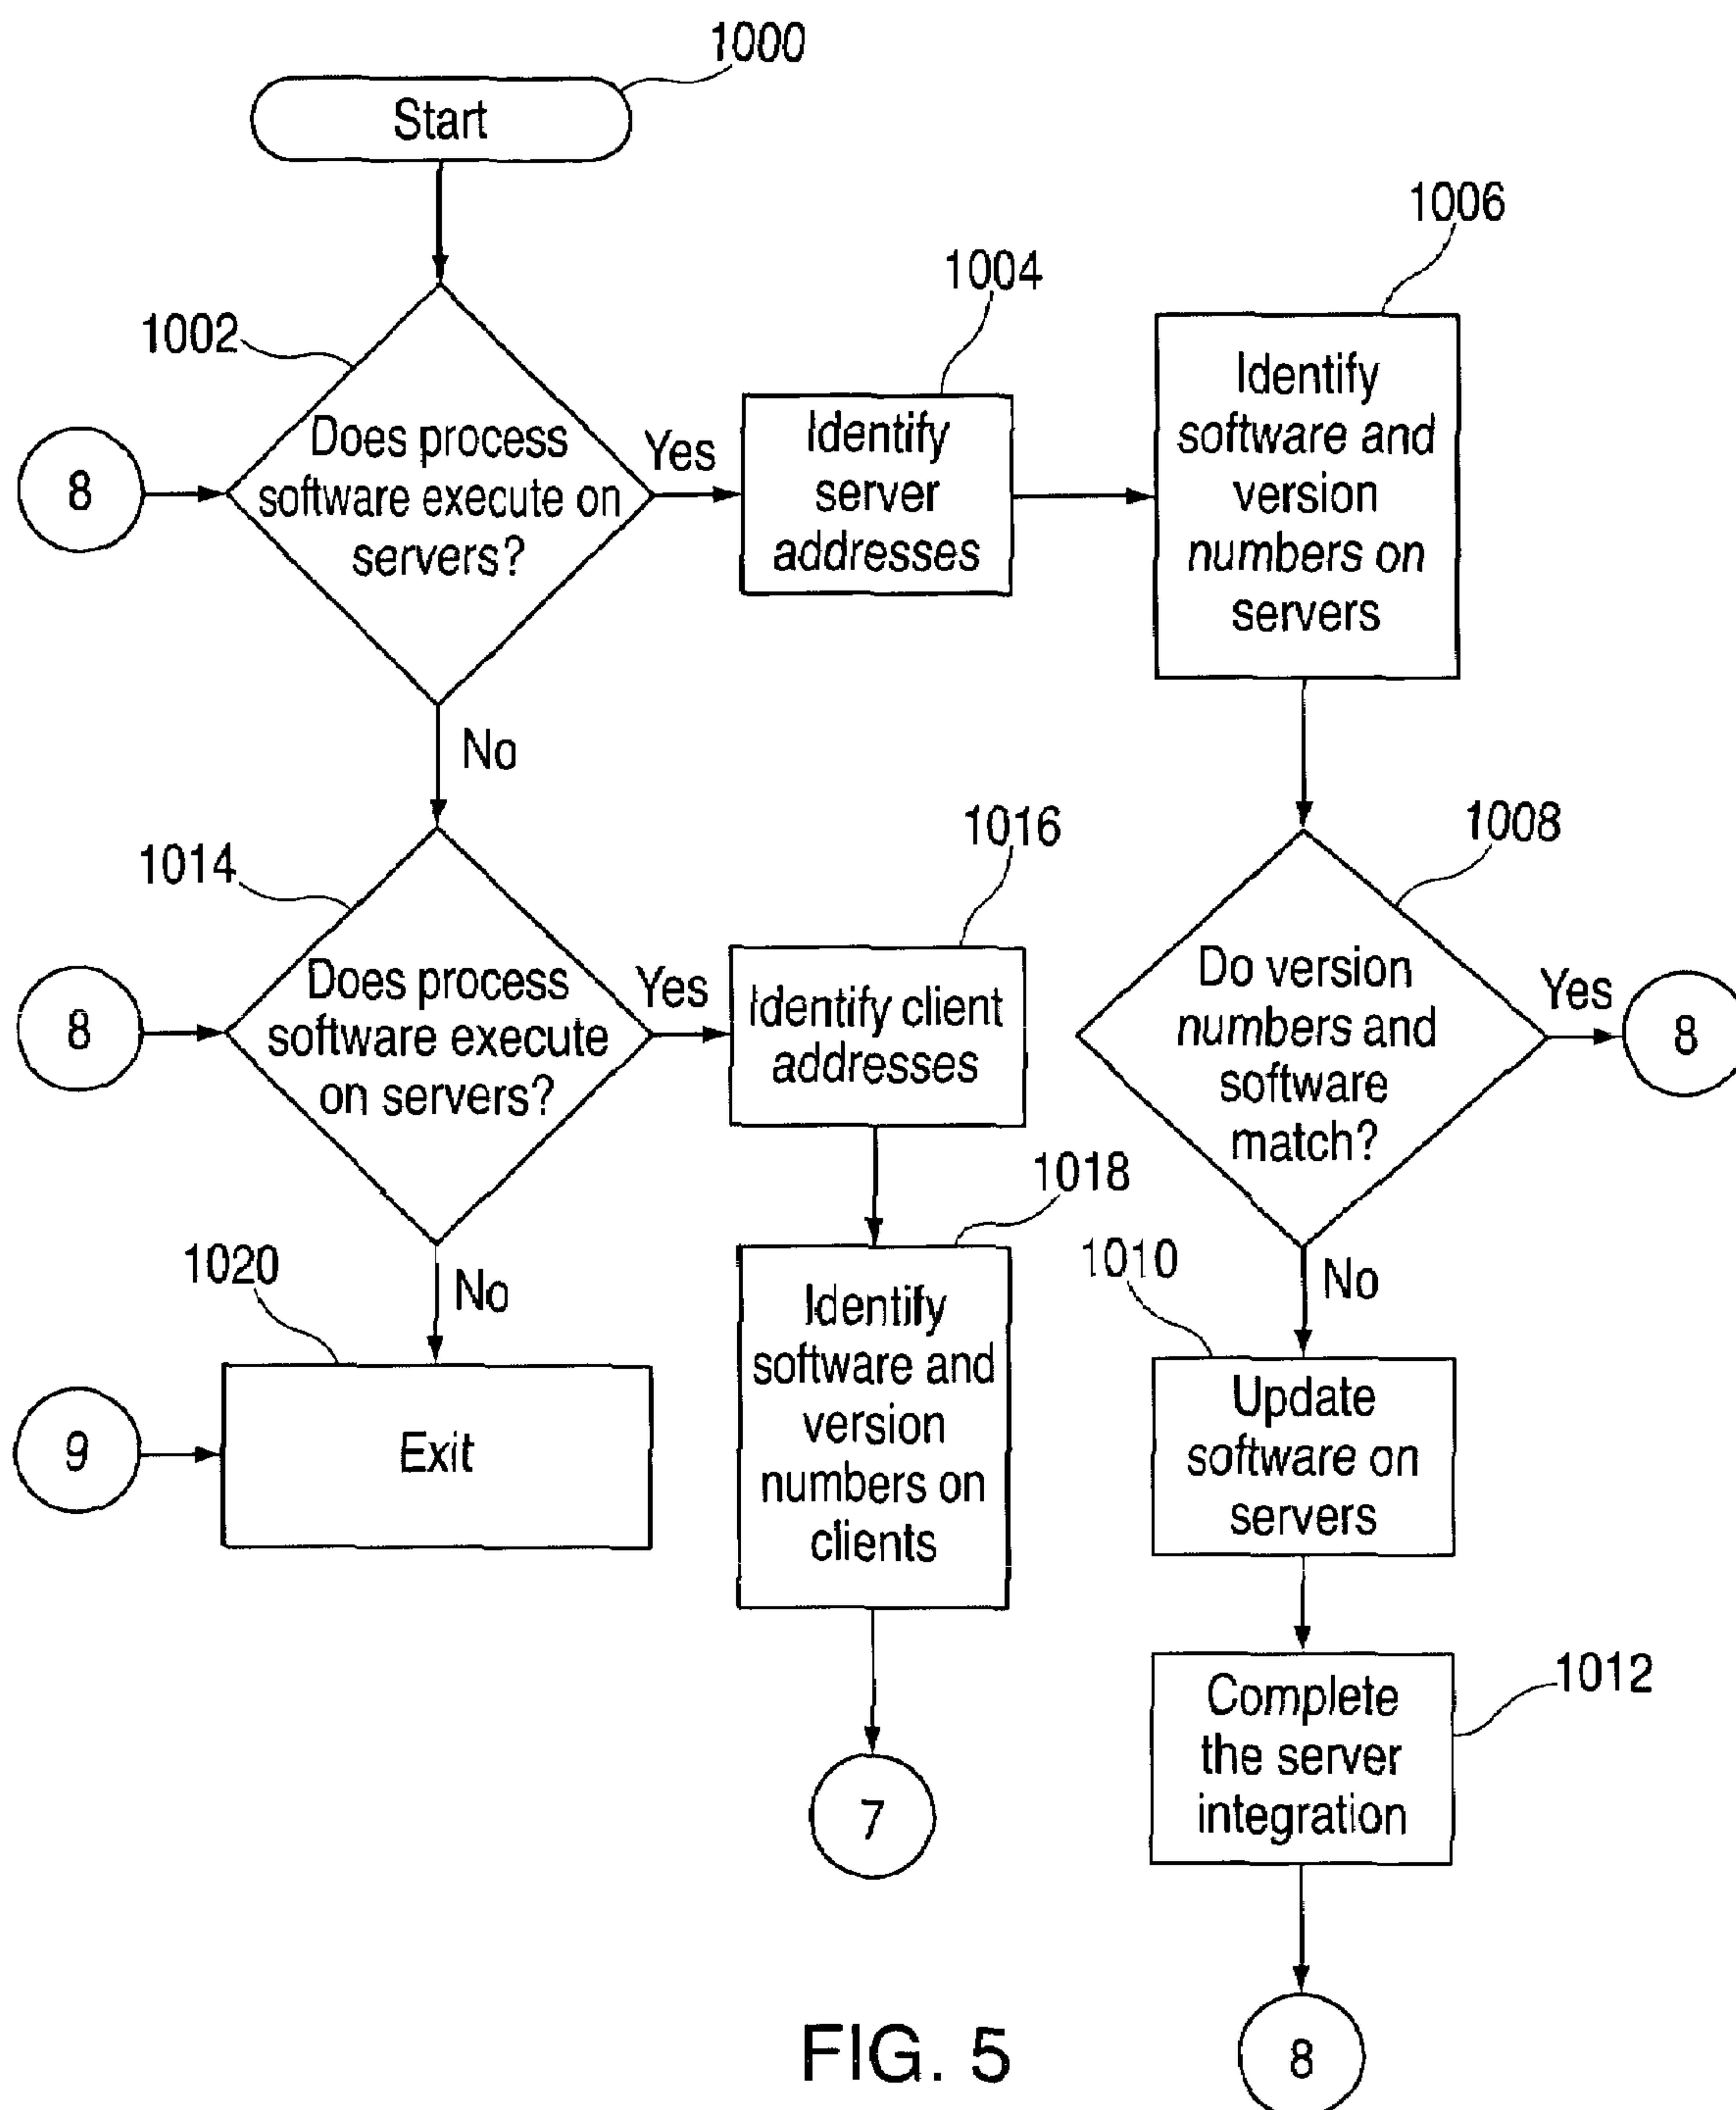 1000
Start
1006
1004
1002
Identify
software and
version
numbers on
servers
Does process
software execute on
servers?
8
Yes
Identify
server
addresses
No
1016
1008
1014
Does process
software execute
on servers?
8
Yes
Identify client
addresses
Do version
numbers and
software
match?
Yes
8
1018
1010
1020
No
No
Identify
software and
version
numbers on
clients
Update
software on
servers
9
Exit
1012
Complete
the server
integration
7
8
FIG. 5